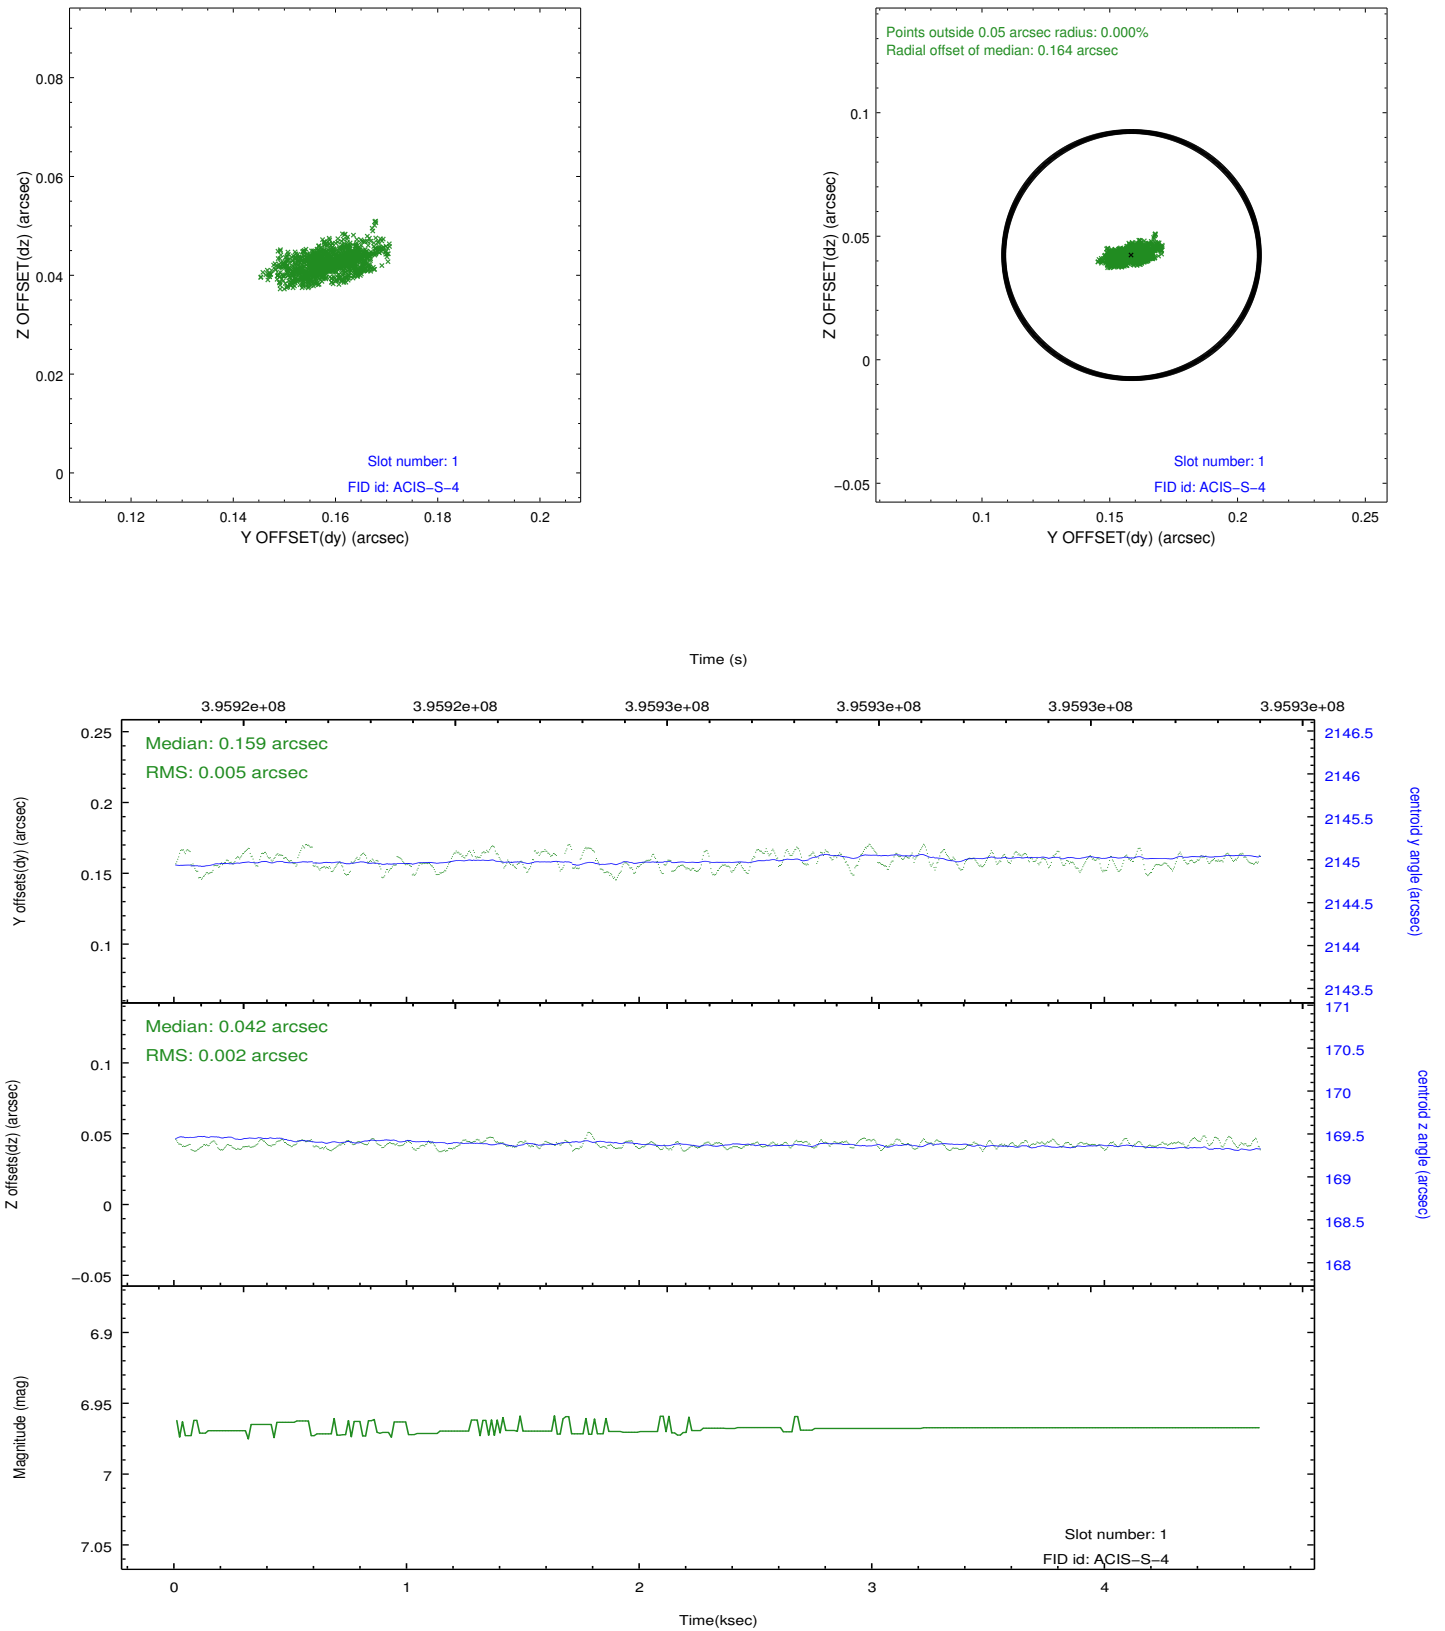 0.08
0.06
0.04
0.02
0
0.12
0.14
0.16
0.18
0.2
Z OFFSET(dz) (arcsec)
Y OFFSET(dy) (arcsec)
Slot number: 1
FID id: ACIS−S−4
Points outside 0.05 arcsec radius: 0.000%
Radial offset of median: 0.164 arcsec
0.1
0.05
0
−0.05
0.1
0.15
0.2
0.25
Z OFFSET(dz) (arcsec)
Y OFFSET(dy) (arcsec)
Slot number: 1
FID id: ACIS−S−4
Time (s)
3.9592e+08
3.9592e+08
3.9593e+08
3.9593e+08
3.9593e+08
3.9593e+08
Median: 0.159 arcsec
RMS: 0.005 arcsec
0.25
0.2
0.15
0.1
Y offsets(dy) (arcsec)
2146.5
2146
2145.5
2145
2144.5
2144
2143.5
centroid y angle (arcsec)
Median: 0.042 arcsec
RMS: 0.002 arcsec
0.1
0.05
0
−0.05
Z offsets(dz) (arcsec)
171
170.5
170
169.5
169
168.5
168
centroid z angle (arcsec)
6.9
6.95
7
7.05
Magnitude (mag)
Slot number: 1
FID id: ACIS−S−4
0
1
2
3
4
Time(ksec)